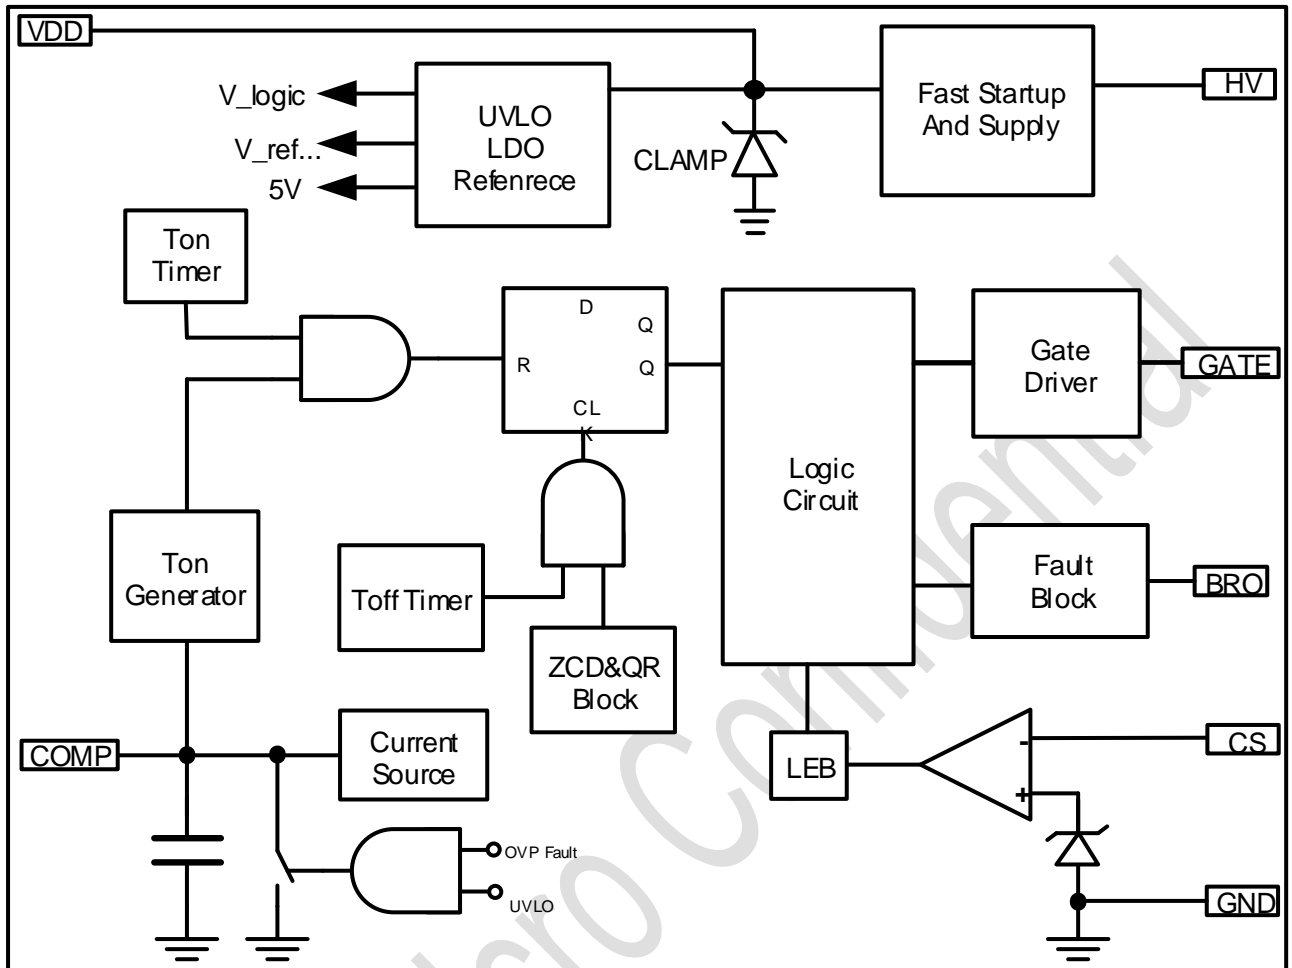 VDD
HV
V_logic
V_ref...
5V
UVLO
LDO
Refenrece
CLAMP
Fast Startup
And Supply
Ton
Timer
D
Q
R
Q
CL
K
Logic
Circuit
Gate
Driver
GATE
Ton
Generator
Toff Timer
ZCD&QR
Block
Fault
Block
BRO
COMP
Current
Source
LEB
-
+
CS
OVP Fault
UVLO
GND
cro Confidential